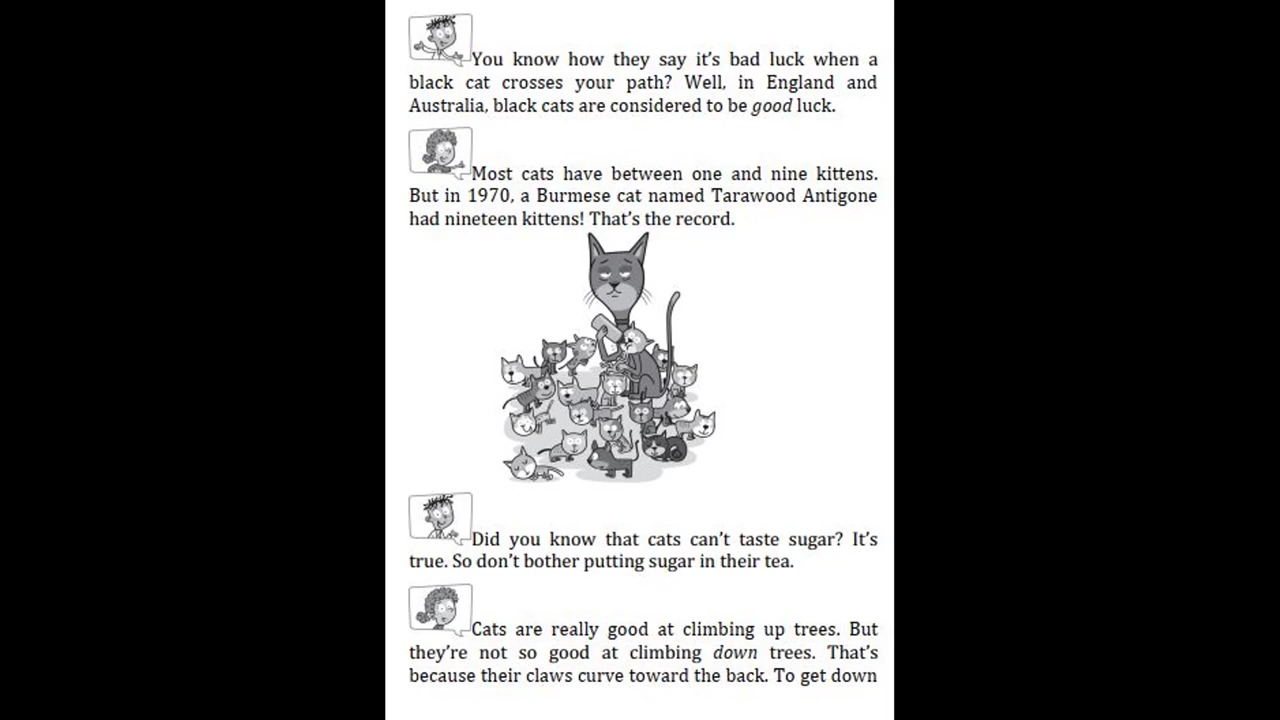 You know how they say it's bad luck when a
black cat crosses your path? Well, in England and
Australia, black cats are considered to be good luck.
Most cats have between one and nine kittens.
But in 1970, a Burmese cat named Tarawood Antigone
had nineteen kittens! That's the record.
Did you know that cats can't taste sugar? It's
true. So don't bother putting sugar in their tea.
Cats are really good at climbing up trees. But
they're not so good at climbing down trees. That's
because their claws curve toward the back. To get down